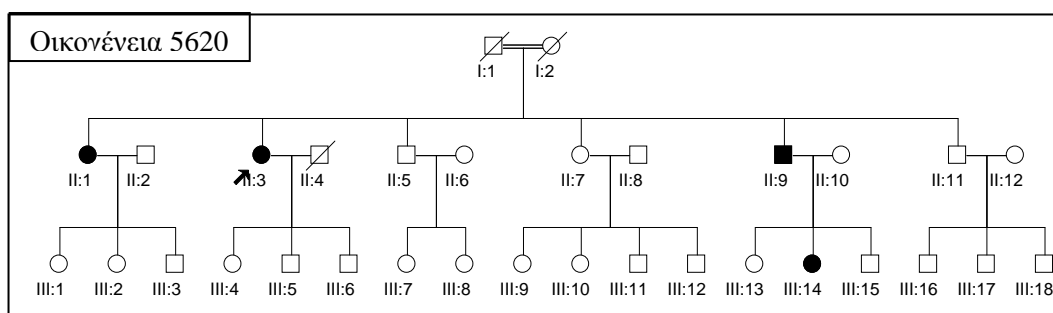 Οικογένεια 5620
I:1 I:2
II:1 II:2 II:3 II:4 II:5 II:6 II:7 II:8 II:9 II:10 II:11 II:12
III:1 III:2 III:3 III:4 III:5 III:6 III:7 III:8 III:9 III:10 III:11 III:12 III:13 III:14 III:15 III:16 III:17 III:18